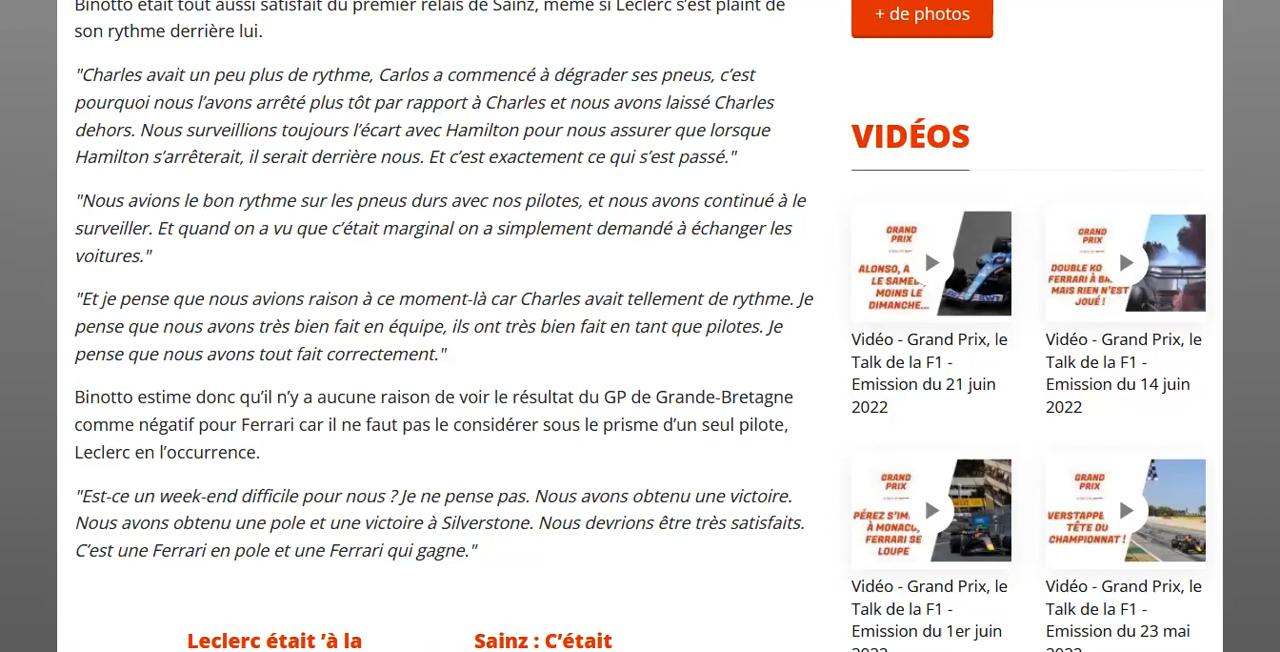 Binotto était tout aussi satisfait du premier relais de Sainz, même si Leclerc s'est plaint de
son rythme derrière lui.
"Charles avait un peu plus de rythme, Carlos a commencé à dégrader ses pneus, c’est
pourquoi nous l’avons arrêté plus tôt par rapport à Charles et nous avons laissé Charles
dehors. Nous surveillions toujours l’écart avec Hamilton pour nous assurer que lorsque
Hamilton s’arrêterait, il serait derrière nous. Et c’est exactement ce qui s’est passé."
"Nous avions le bon rythme sur les pneus durs avec nos pilotes, et nous avons continué à le
surveiller. Et quand on a vu que c’était marginal on a simplement demandé à échanger les
voitures."
"Et je pense que nous avions raison à ce moment-là car Charles avait tellement de rythme. Je
pense que nous avons très bien fait en équipe, ils ont très bien fait en tant que pilotes. Je
pense que nous avons tout fait correctement."
Binotto estime donc qu’il n’y a aucune raison de voir le résultat du GP de Grande-Bretagne
comme négatif pour Ferrari car il ne faut pas le considérer sous le prisme d’un seul pilote,
Leclerc en l’occurrence.
"Est-ce un week-end difficile pour nous ? Je ne pense pas. Nous avons obtenu une victoire.
Nous avons obtenu une pole et une victoire à Silverstone. Nous devrions être très satisfaits.
C’est une Ferrari en pole et une Ferrari qui gagne."
Leclerc était ’à la
Sainz : C’était
+ de photos
VIDÉOS
GRAND
PRIX
ALONSO, A
LE SAMED
MOINS LE
DIMANCHE...
Vidéo - Grand Prix, le
Talk de la F1 -
Emission du 21 juin
2022
GRAND
PRIX
DOUBLE KO
FERRARI À BA
MAIS RIEN N'EST
JOUÉ !
Vidéo - Grand Prix, le
Talk de la F1 -
Emission du 14 juin
2022
GRAND
PRIX
PÉREZ S'IM
À MONACO,
FERRARI SE
LOUPE
Vidéo - Grand Prix, le
Talk de la F1 -
Emission du 1er juin
2022
GRAND
PRIX
VERSTAPPE
TÊTE DU
CHAMPIONNAT !
Vidéo - Grand Prix, le
Talk de la F1 -
Emission du 23 mai
2022